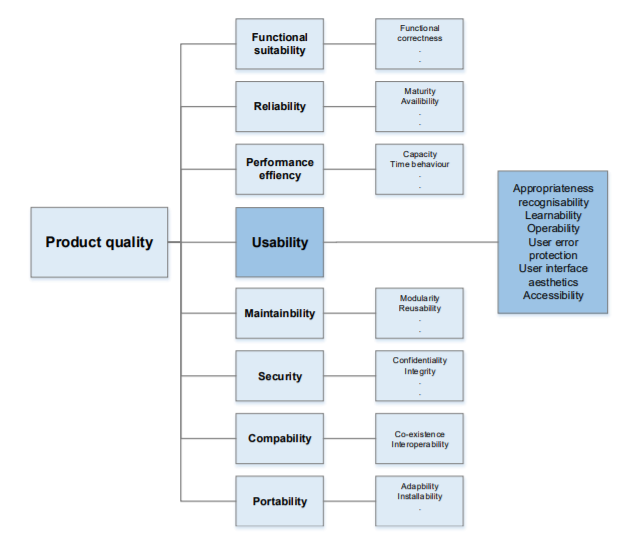 Product quality
Functional
suitability
Functional
correctness
.
.
Reliability
Maturity
Availibility
.
.
Performance
effiency
Capacity
Time behaviour
.
.
Usability
Appropriateness
recognisability
Learnability
Operability
User error
protection
User interface
aesthetics
Accessibility
Maintainbility
Modularity
Reusability
.
.
Security
Confidentiality
Integrity
.
.
Compability
Co-existence
Interoperability
Portability
Adapbility
Installability
.